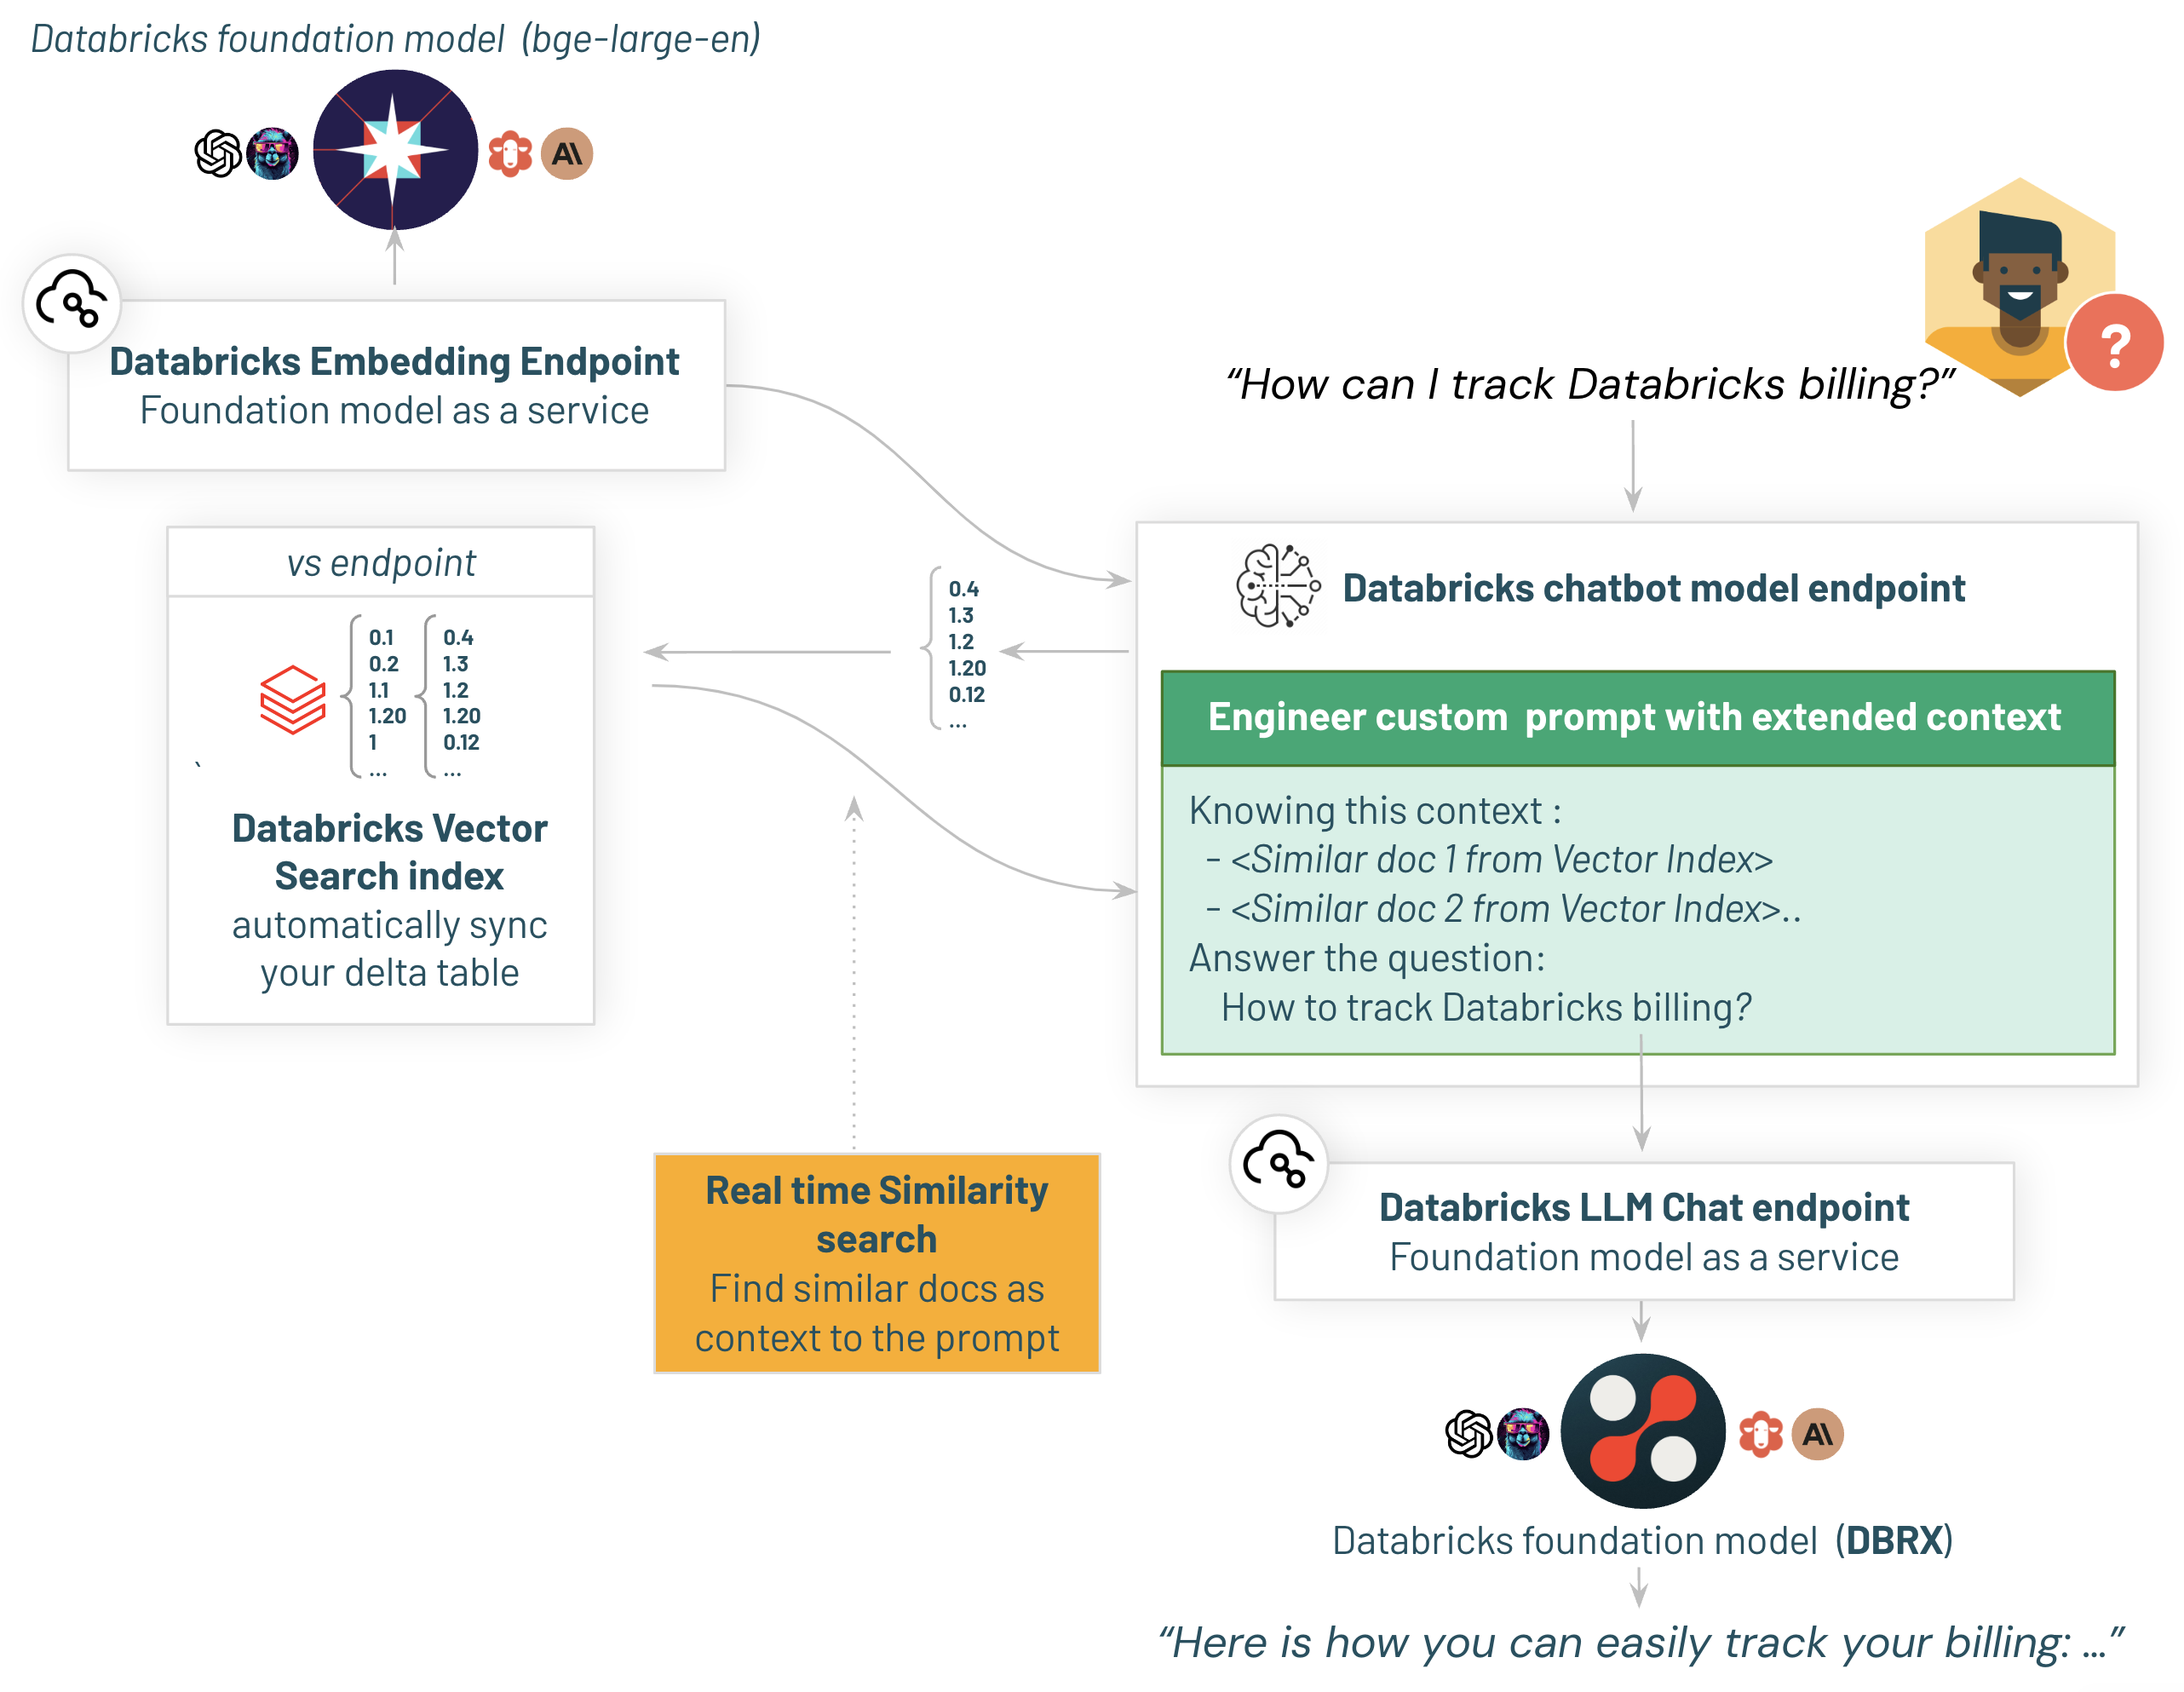 Databricks foundation model (bge-large-en)
A\
Databricks Embedding Endpoint
Foundation model as a service
?
“How can I track Databricks billing?”
vs endpoint
0.1
0.2
1.1
1.20
1
...
0.4
1.3
1.2
1.20
0.12
...
`
Databricks Vector
Search index
automatically sync
your delta table
0.4
1.3
1.2
1.20
0.12
...
Databricks chatbot model endpoint
Engineer custom prompt with extended context
Knowing this context :
- <Similar doc 1 from Vector Index>
- <Similar doc 2 from Vector Index>..
Answer the question:
How to track Databricks billing?
Real time Similarity
search
Find similar docs as
context to the prompt
Databricks LLM Chat endpoint
Foundation model as a service
A\
Databricks foundation model (DBRX)
“Here is how you can easily track your billing: ...”